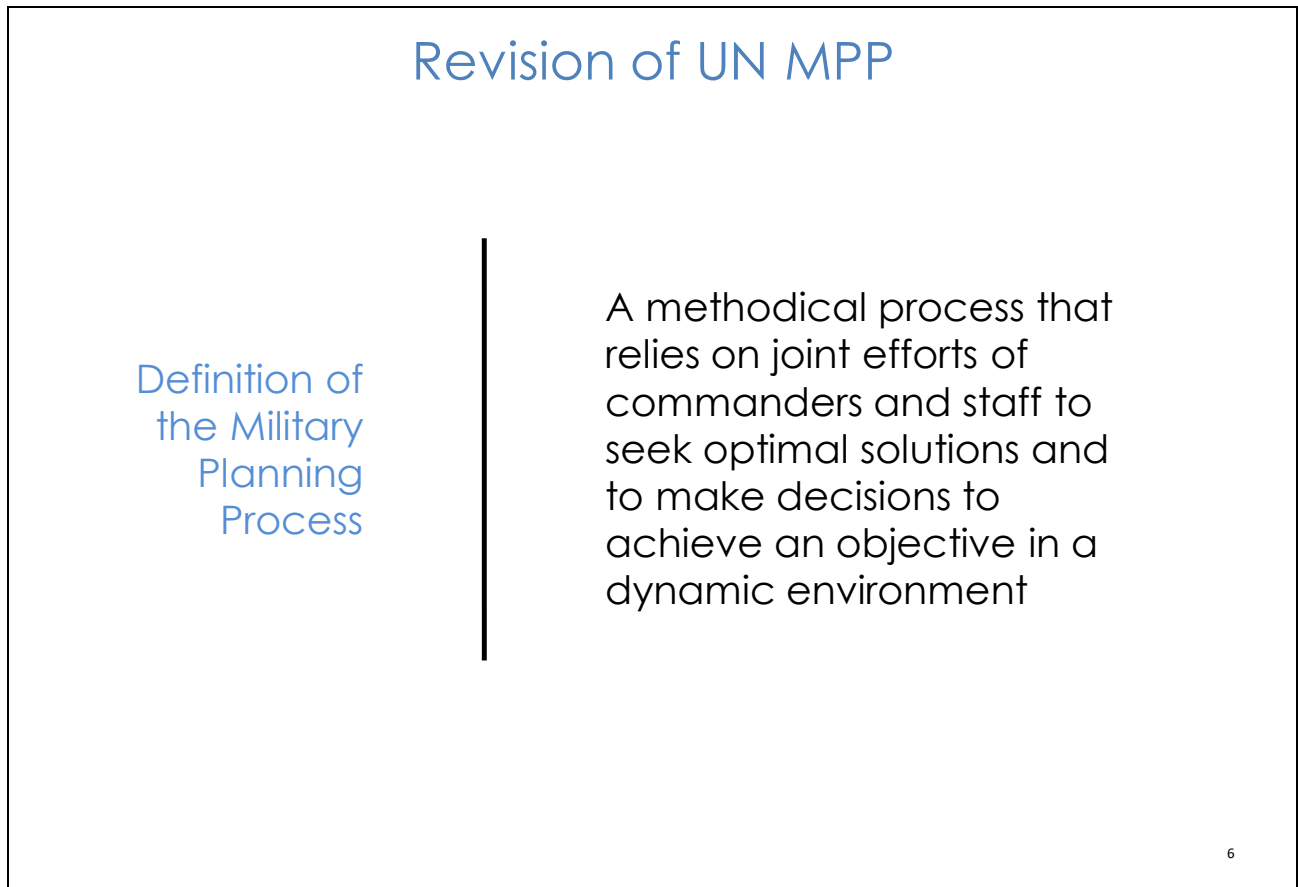 Revision of UN MPP
Definition of
the Military
Planning
Process
A methodical process that
relies on joint efforts of
commanders and staff to
seek optimal solutions and
to make decisions to
achieve an objective in a
dynamic environment
6